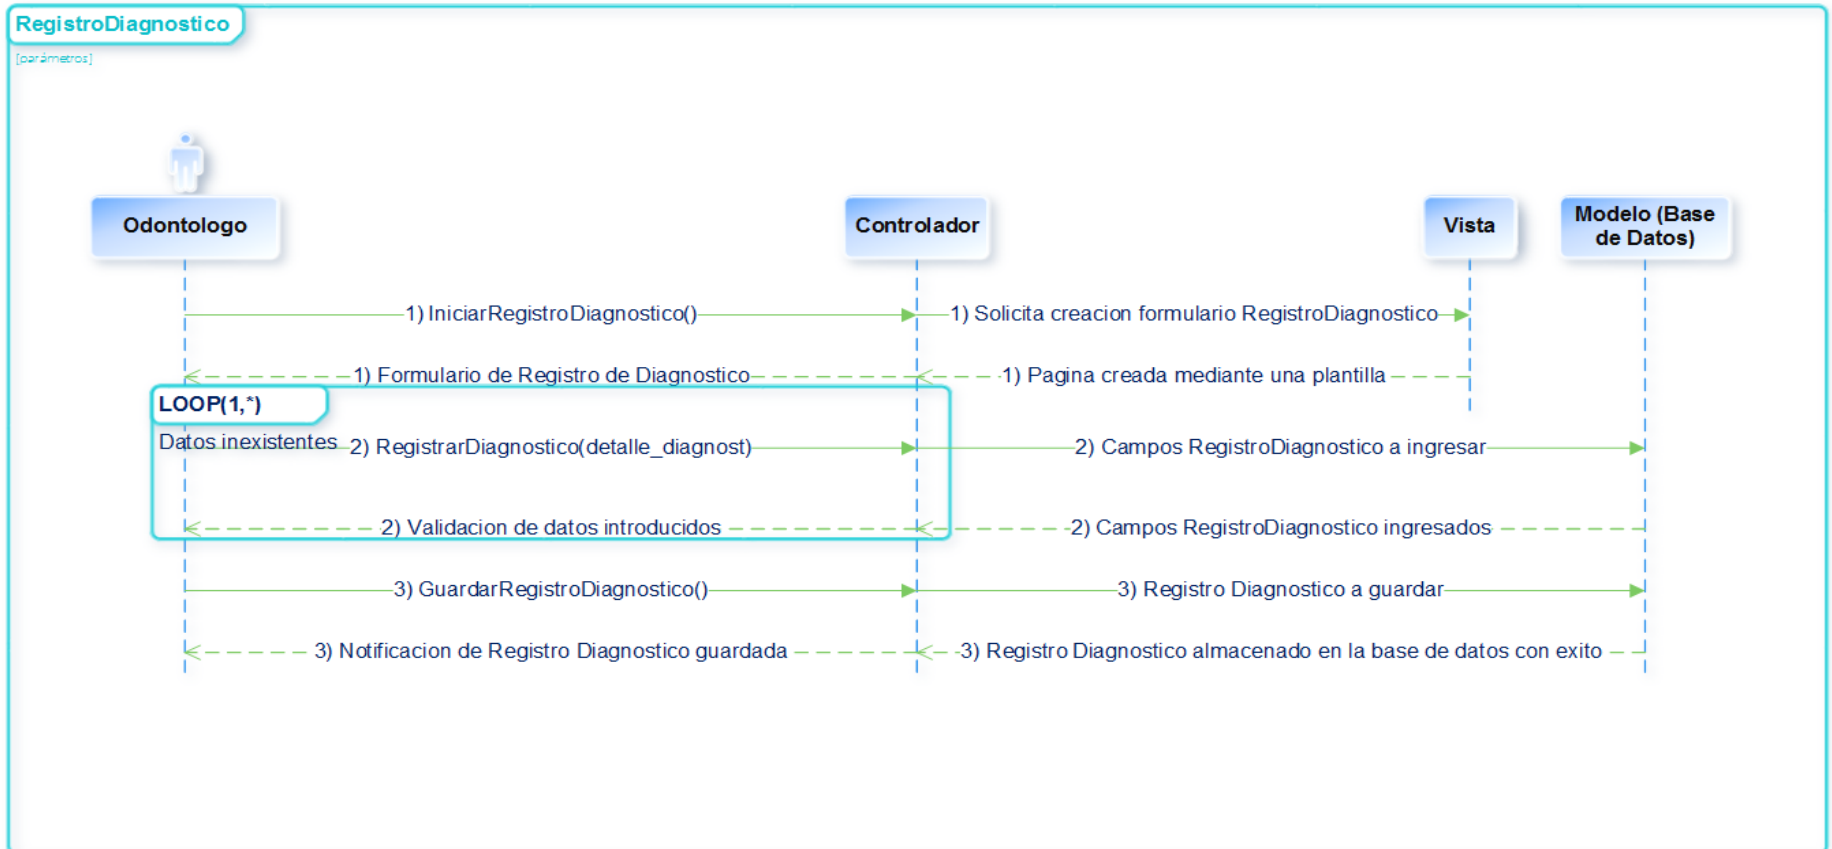 RegistroDiagnostico
[parámetros]
Odontologo
Controlador
Vista
Modelo (Base
de Datos)
1) IniciarRegistroDiagnostico()
1) Solicita creacion formulario RegistroDiagnostico
1) Formulario de Registro de Diagnostico
1) Pagina creada mediante una plantilla
LOOP(1,*)
Datos inexistentes
2) RegistrarDiagnostico(detalle_diagnost)
2) Campos RegistroDiagnostico a ingresar
2) Validacion de datos introducidos
2) Campos RegistroDiagnostico ingresados
3) GuardarRegistroDiagnostico()
3) Registro Diagnostico a guardar
3) Notificacion de Registro Diagnostico guardada
3) Registro Diagnostico almacenado en la base de datos con exito